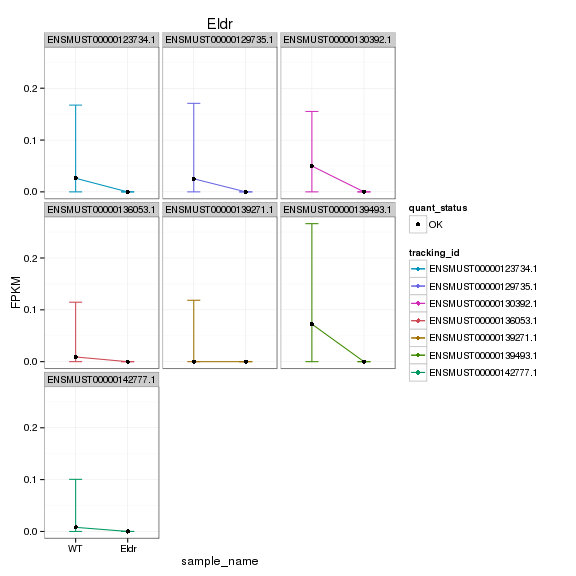 Eldr
ENSMUST00000123734.1 ENSMUST00000129735.1 ENSMUST00000130392.1
0.2
0.1
0.0
ENSMUST00000136053.1 ENSMUST00000139271.1 ENSMUST00000139493.1
0.2
0.1
0.0
FPKM
ENSMUST00000142777.1
0.2
0.1
0.0
WT Eldr
sample_name
quant_status
OK
tracking_id
ENSMUST00000123734.1
ENSMUST00000129735.1
ENSMUST00000130392.1
ENSMUST00000136053.1
ENSMUST00000139271.1
ENSMUST00000139493.1
ENSMUST00000142777.1